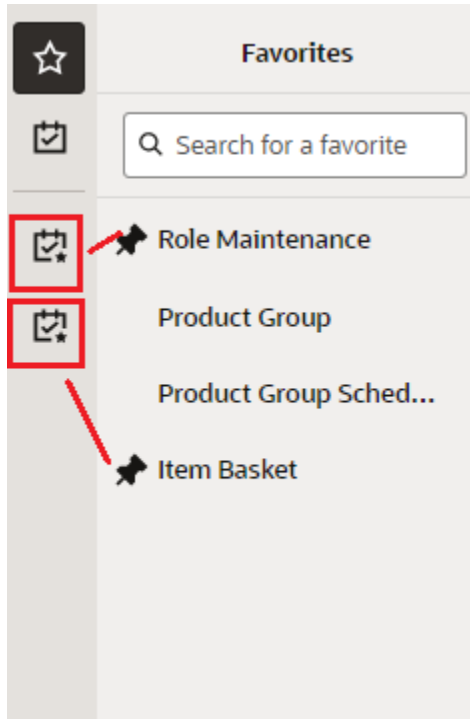 Favorites
Search for a favorite
Role Maintenance
Product Group
Product Group Sched...
Item Basket